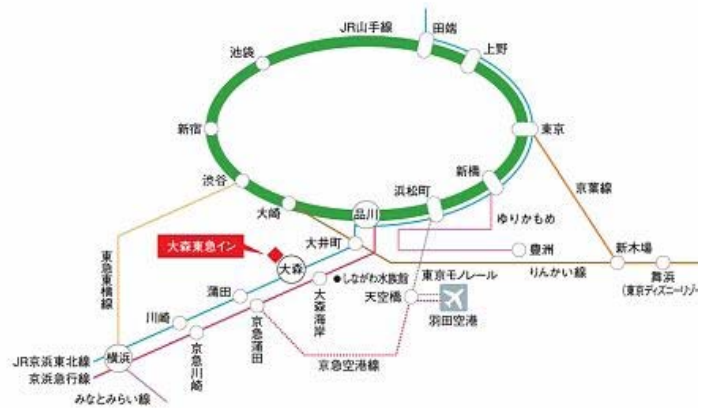 JR山手線
田端
上野
池袋
新宿
東京
渋谷
新橋
浜松町
京葉線
大崎
品川
ゆりかもめ
大井町
豊洲
新木場
大森東急イン
東急東横線
大森
●しながわ水族館
東京モノレール
りんかい線
舞浜
(東京ディズニーリゾー
蒲田
大森海岸
天空橋
羽田空港
川崎
京急蒲田
京急川崎
京急空港線
横浜
JR京浜東北線
京浜急行線
みなとみらい線